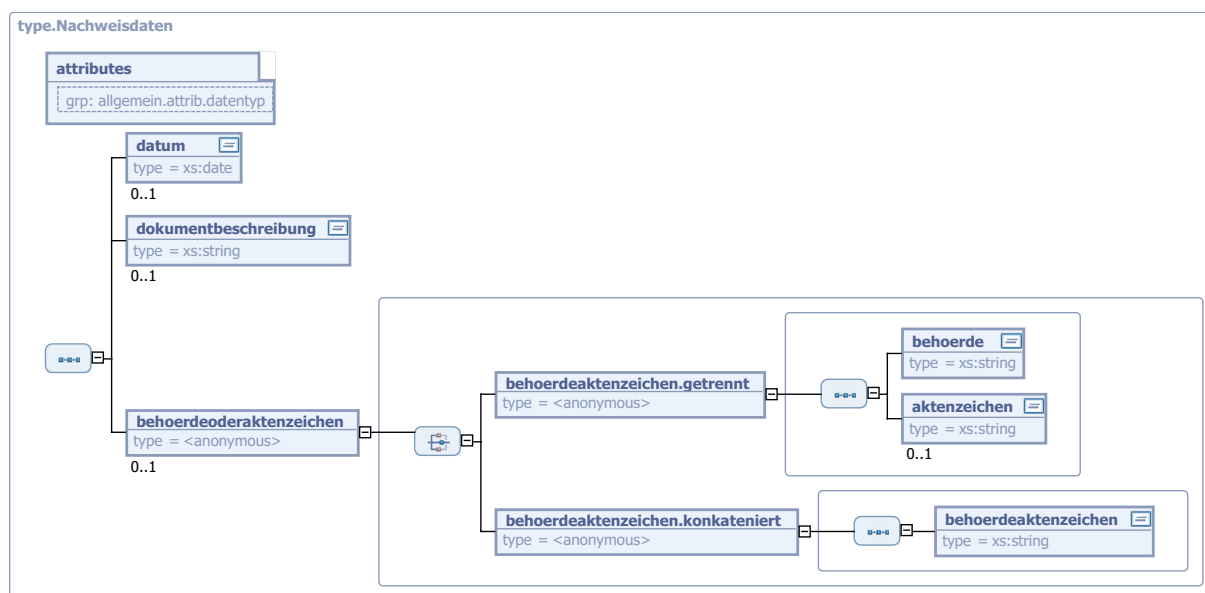 type.Nachweisdaten
attributes
grp: allgemein.attrib.datentyp
datum
type = xs:date
0..1
dokumentbeschreibung
type = xs:string
0..1
behoerdeoderaktenzeichen
type = <anonymous>
0..1
behoerdeaktenzeichen.getrennt
type = <anonymous>
behoerde
type = xs:string
aktenzeichen
type = xs:string
0..1
behoerdeaktenzeichen.konkateniert
type = <anonymous>
behoerdeaktenzeichen
type = xs:string